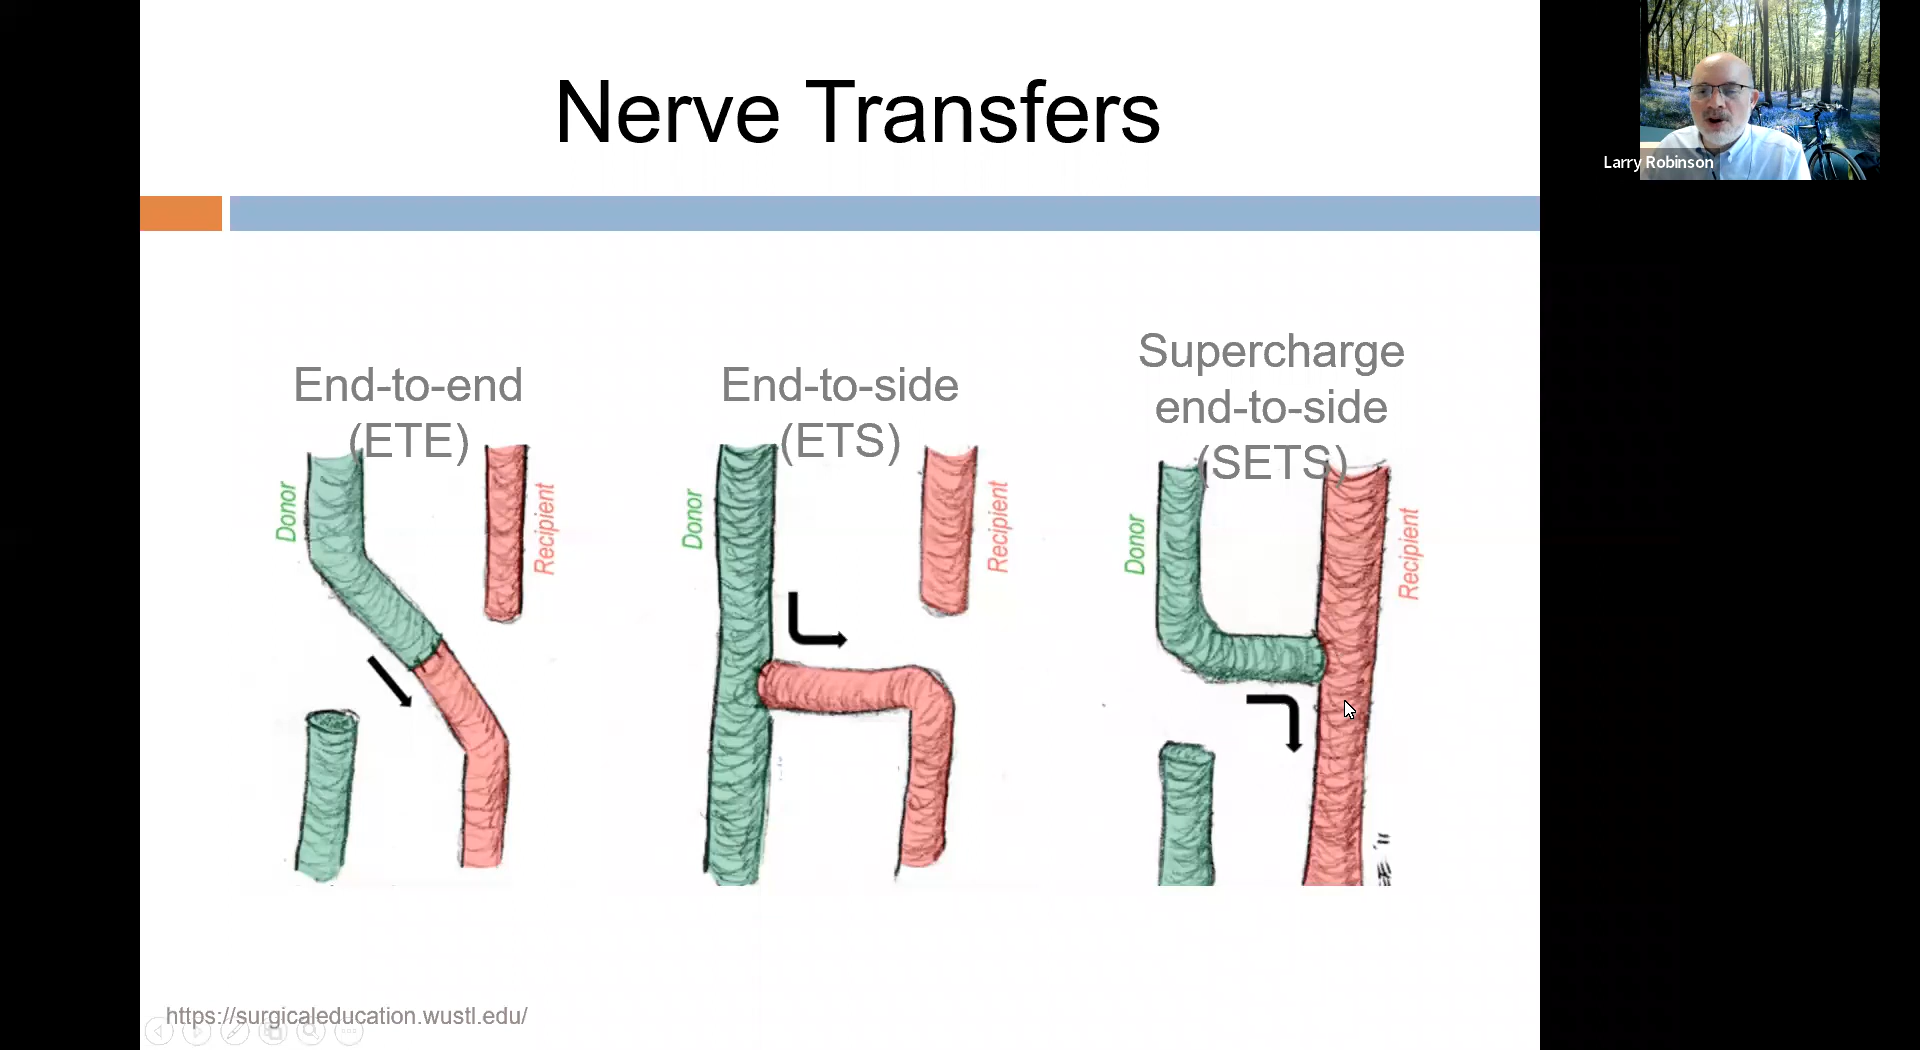 Nerve Transfers
Larry Robinson
End-to-end
(ETE)
End-to-side
(ETS)
Supercharge
end-to-side
(SETS)
Donor
Recipient
Donor
Recipient
Donor
Recipient
https://surgicaleducation.wustl.edu/